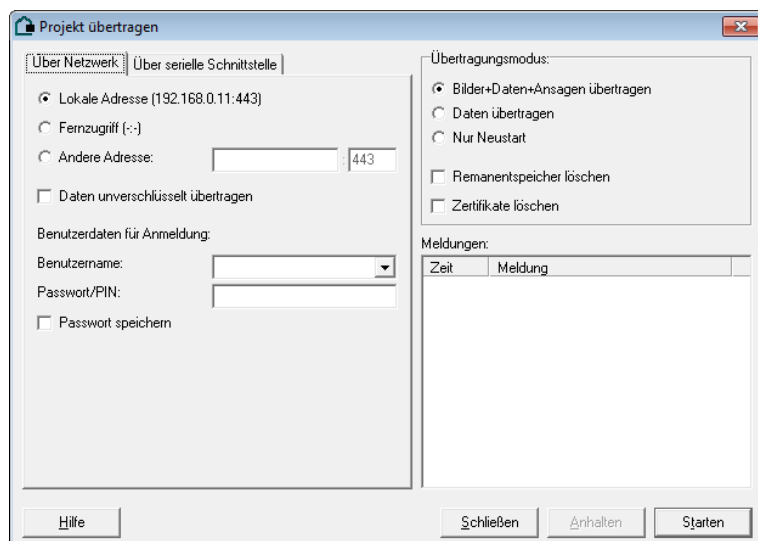 Projekt übertragen
Über Netzwerk
Über serielle Schnittstelle
Lokale Adresse (192.168.0.11:443)
Fernzugriff (-:-)
Andere Adresse:
: 443
Daten unverschlüsselt übertragen
Benutzerdaten für Anmeldung:
Benutzername:
Passwort/PIN:
Passwort speichern
Übertragungsmodus:
Bilder+Daten+Ansagen übertragen
Daten übertragen
Nur Neustart
Remanentspeicher löschen
Zertifikate löschen
Meldungen:
Zeit Meldung
Hilfe
Schließen
Anhalten
Starten